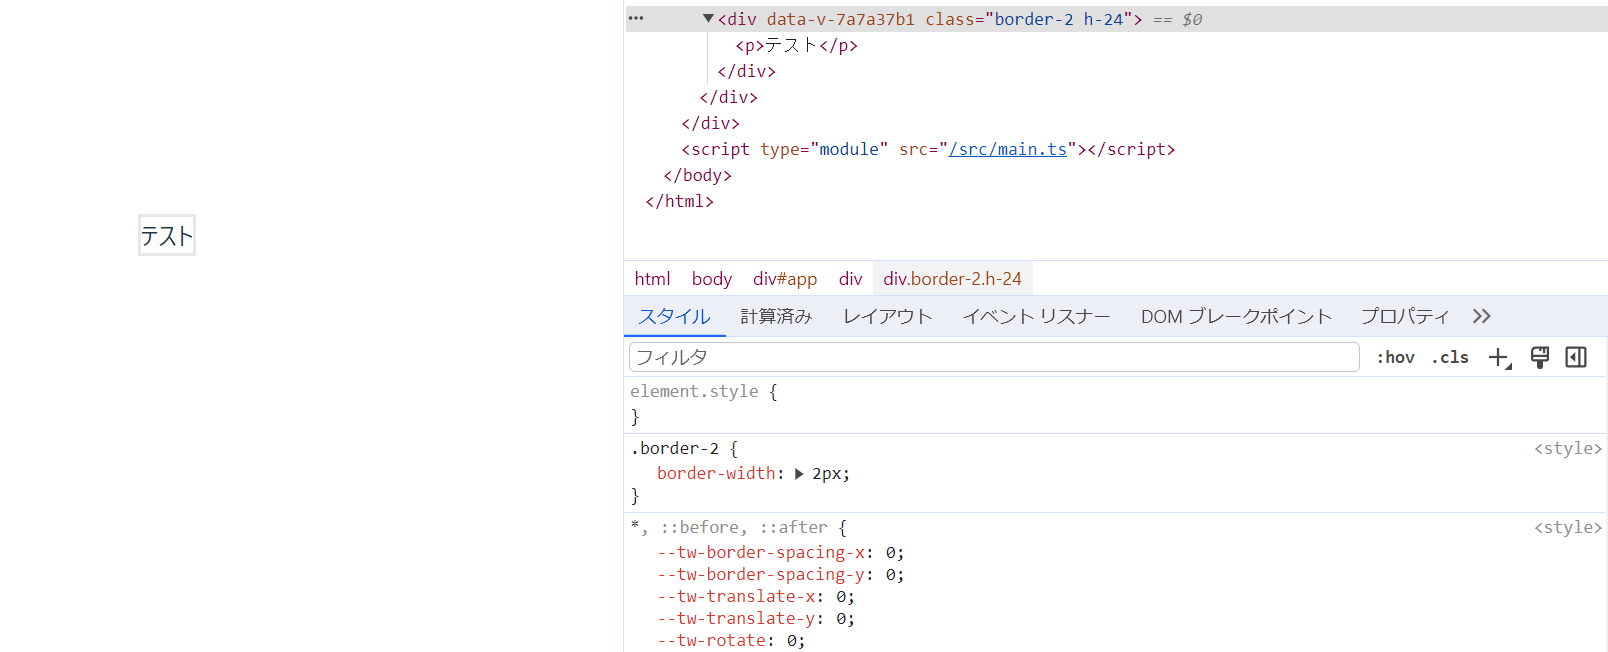 テスト
<div data-v-7a7a37b1 class="border-2 h-24"> == $0
<p>テスト</p>
</div>
</div>
</div>
<script type="module" src="/src/main.ts"></script>
</body>
</html>
html body div#app div div.border-2.h-24
スタイル 計算済み レイアウト イベント リスナー DOM ブレークポイント プロパティ
フィルタ :hov .cls
element.style {
}
.border-2 { <style>
border-width: 2px;
}
*, ::before, ::after { <style>
--tw-border-spacing-x: 0;
--tw-border-spacing-y: 0;
--tw-translate-x: 0;
--tw-translate-y: 0;
--tw-rotate: 0;